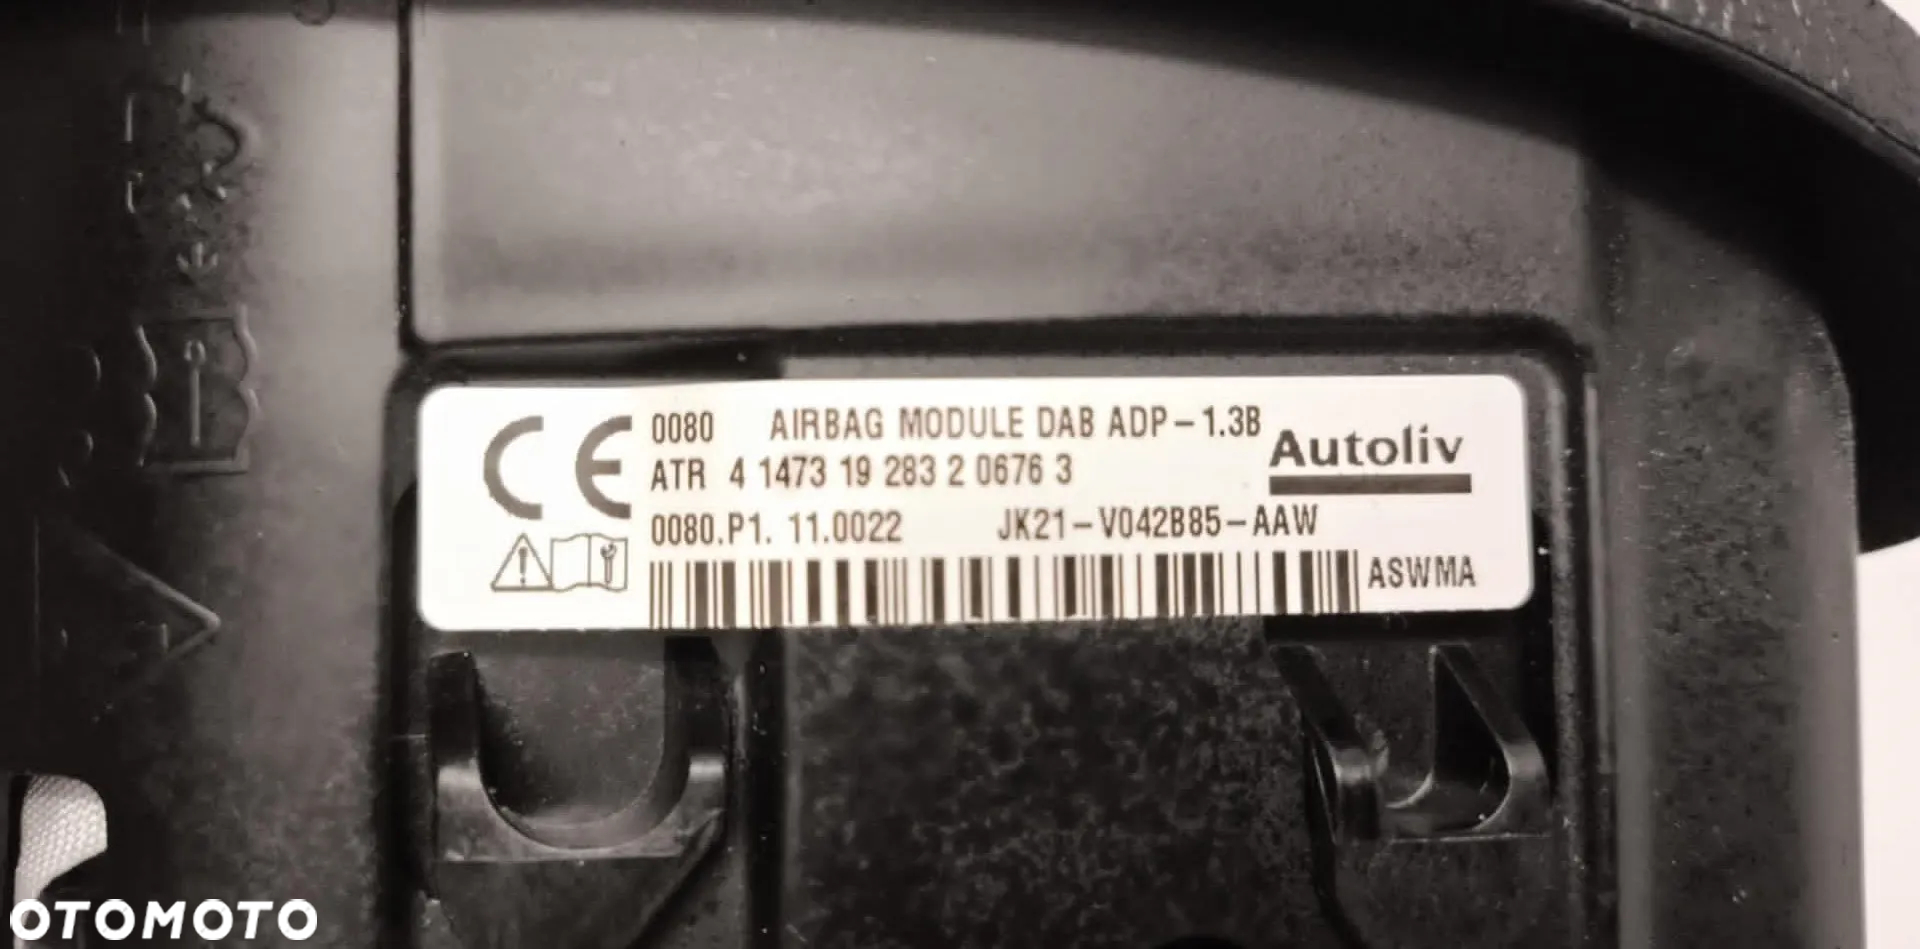 0080 AIRBAG MODULE DAB ADP-1.3B
Autoliv
ATR 4 1473 19 283 2 0676 3
0080.P1. 11.0022 JK21-V042B85-AAW
ASWMA
OTOMOTO